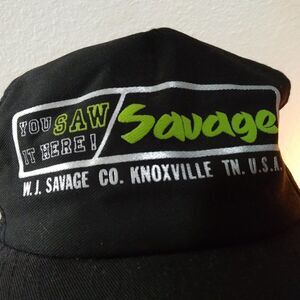 YOU SAW
IT HERE!
Savage
W.J. SAVAGE CO. KNOXVILLE TN. U.S.A.